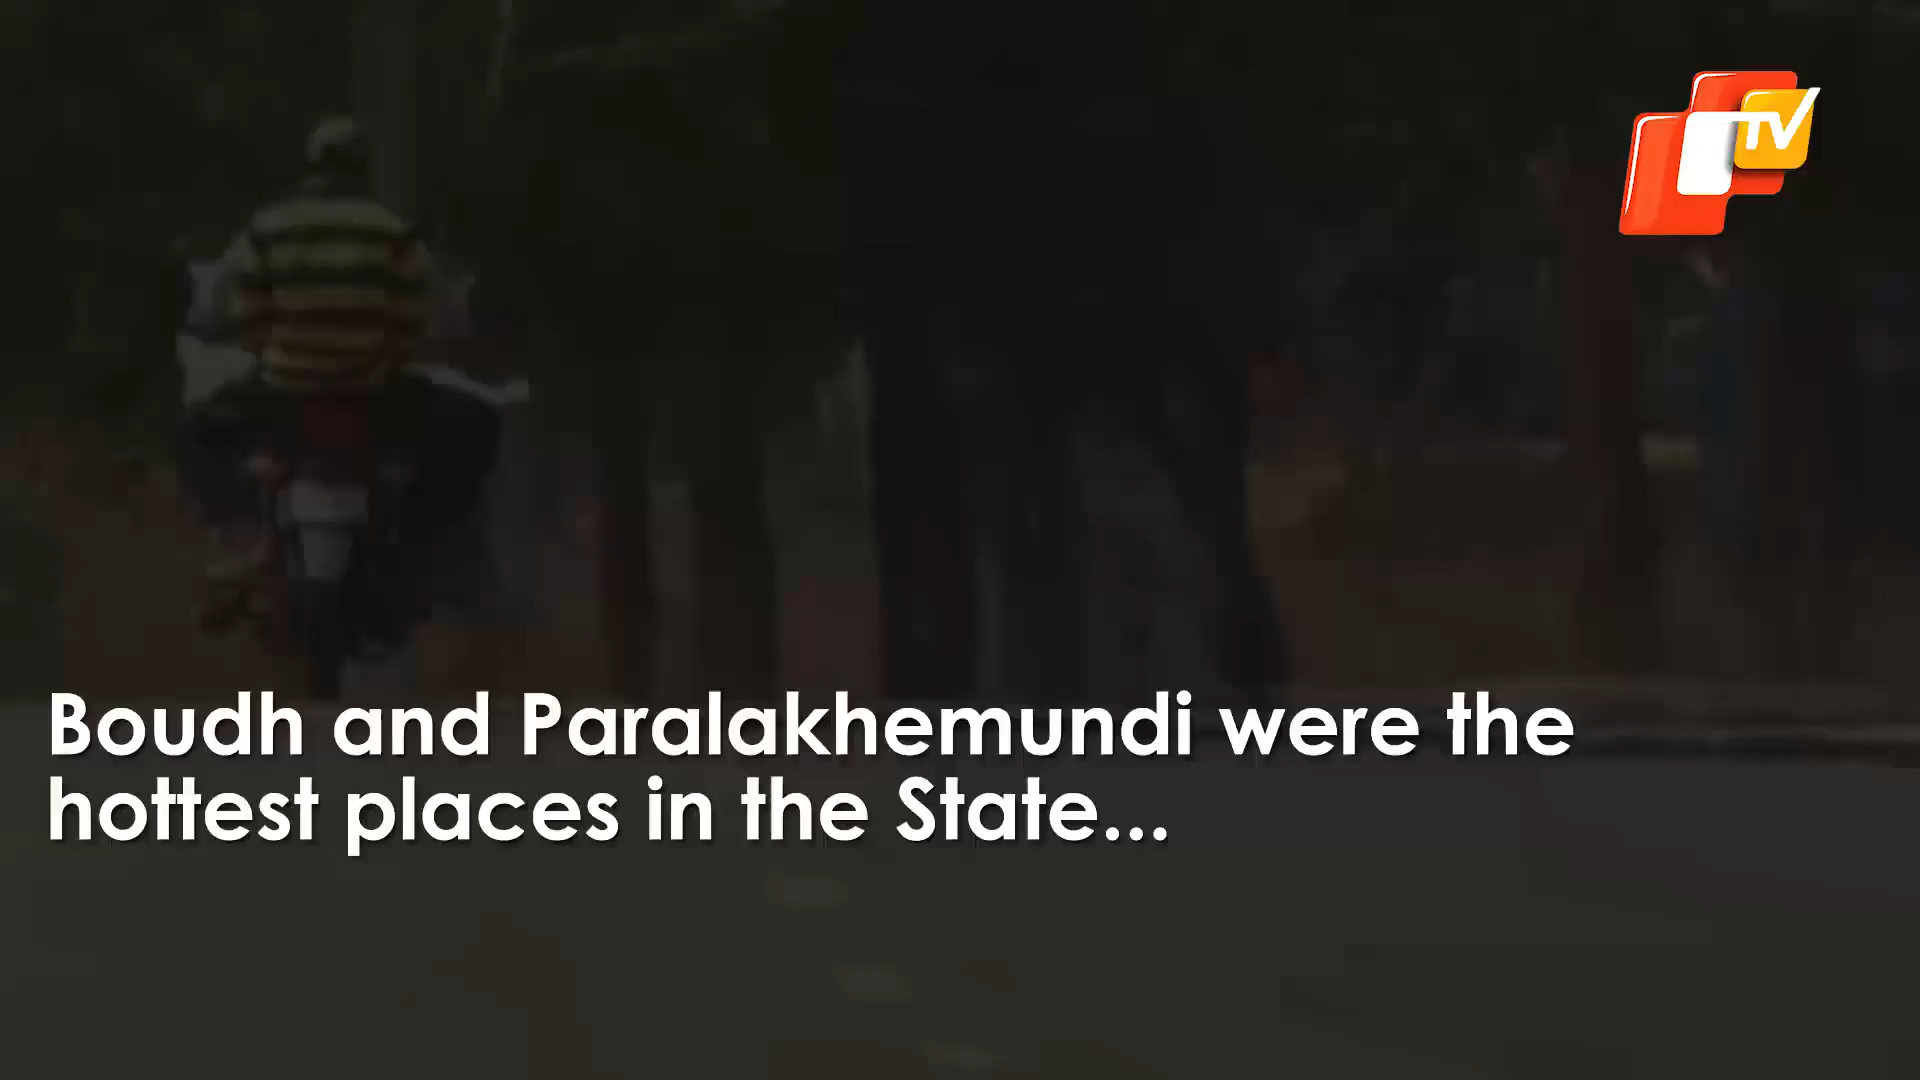 TV
Boudh and Paralakhemundi were the
hottest places in the State...